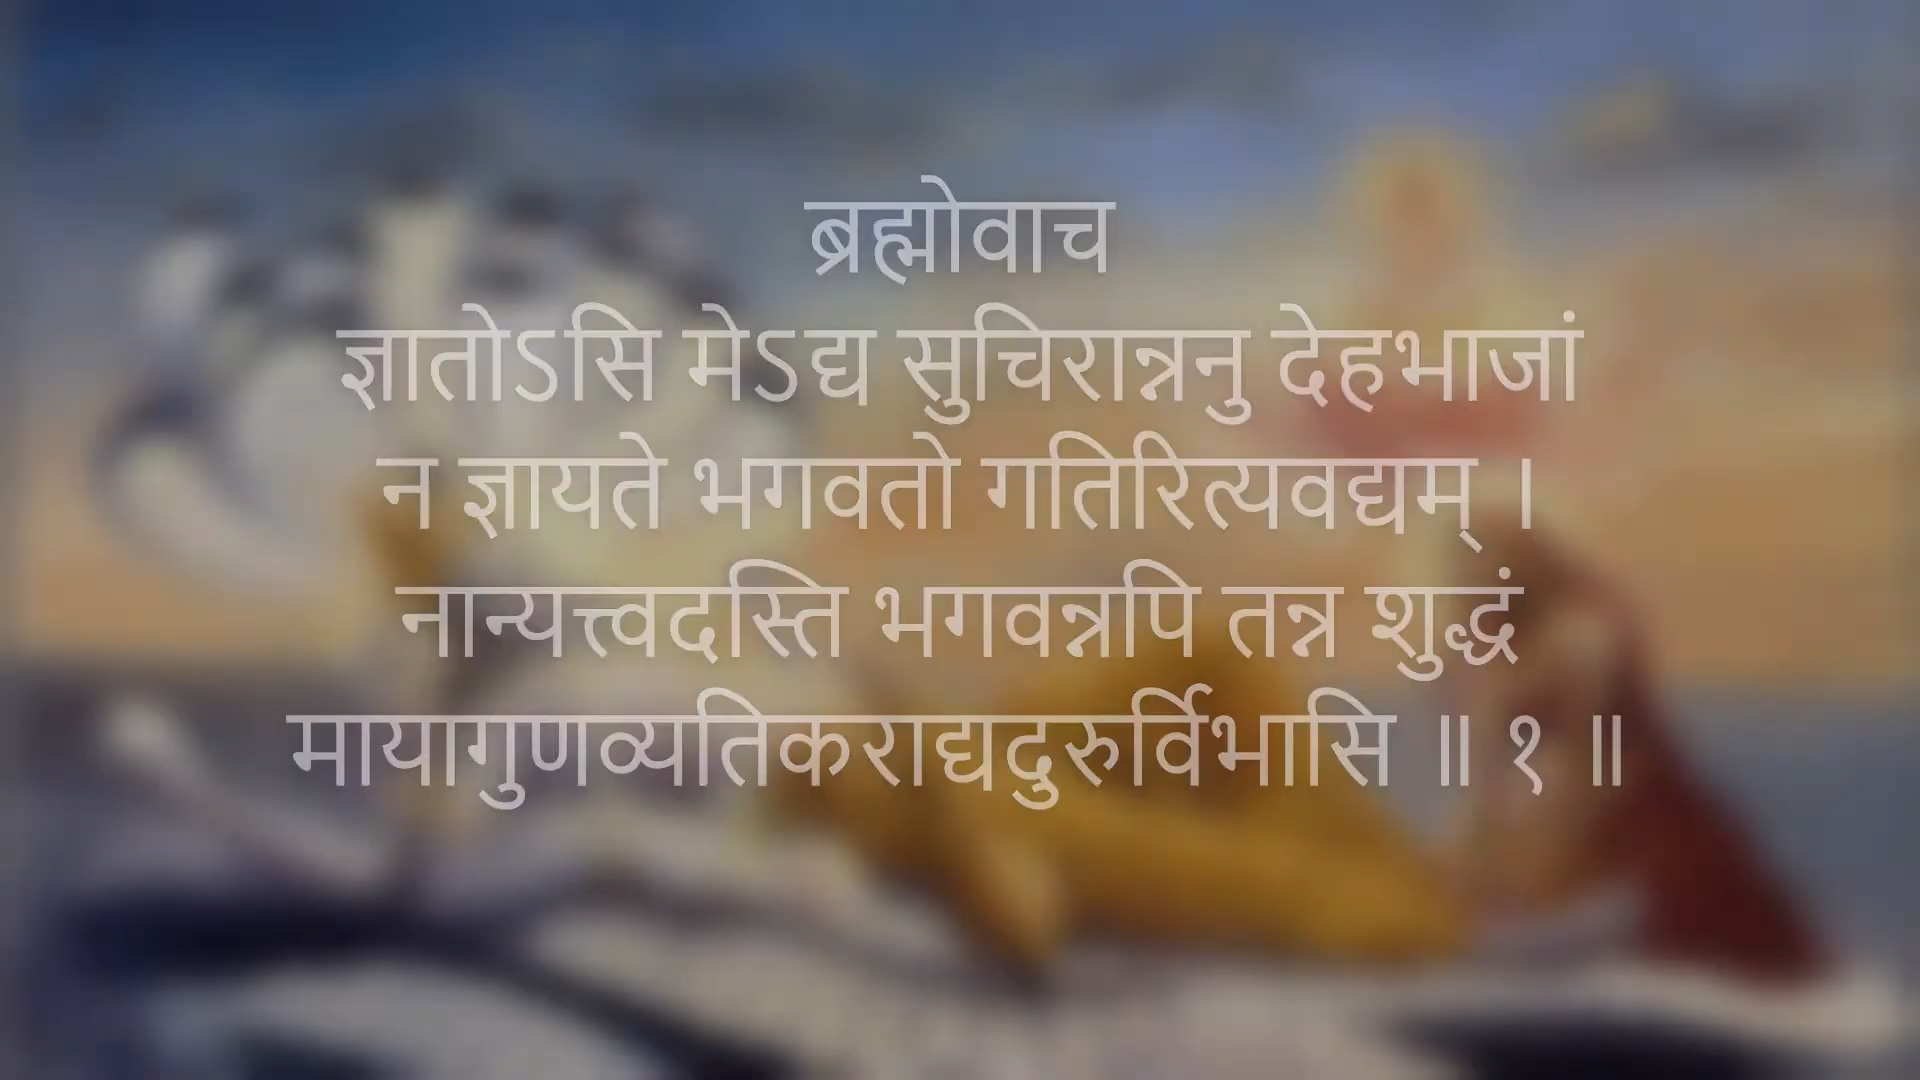 ब्रह्मोवाच
ज्ञातोऽसि मेऽद्य सुचिरान्ननु देहभाजां
न ज्ञायते भगवतो गतिरित्यवद्यम् ।
नान्यत्त्वदस्ति भगवन्नपि तन्न शुद्धं
मायागुणव्यतिकराद्यदुरुर्विभासि ॥ १ ॥